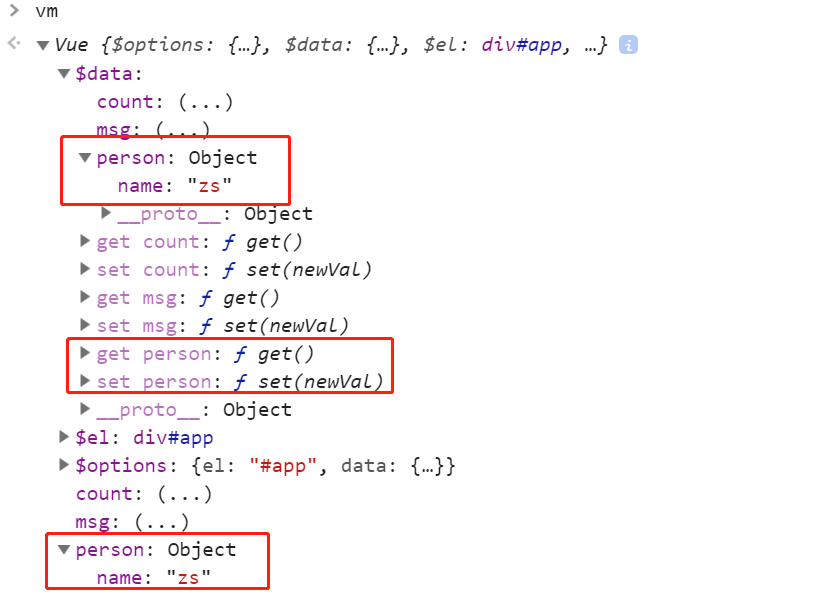 > vm
Vue {$options: {…}, $data: {…}, $el: div#app, …} i
$data:
count: (...)
msg: (...)
person: Object
name: "zs"
__proto__: Object
get count: ƒ get()
set count: ƒ set(newVal)
get msg: ƒ get()
set msg: ƒ set(newVal)
get person: ƒ get()
set person: ƒ set(newVal)
__proto__: Object
$el: div#app
$options: {el: "#app", data: {…}}
count: (...)
msg: (...)
person: Object
name: "zs"